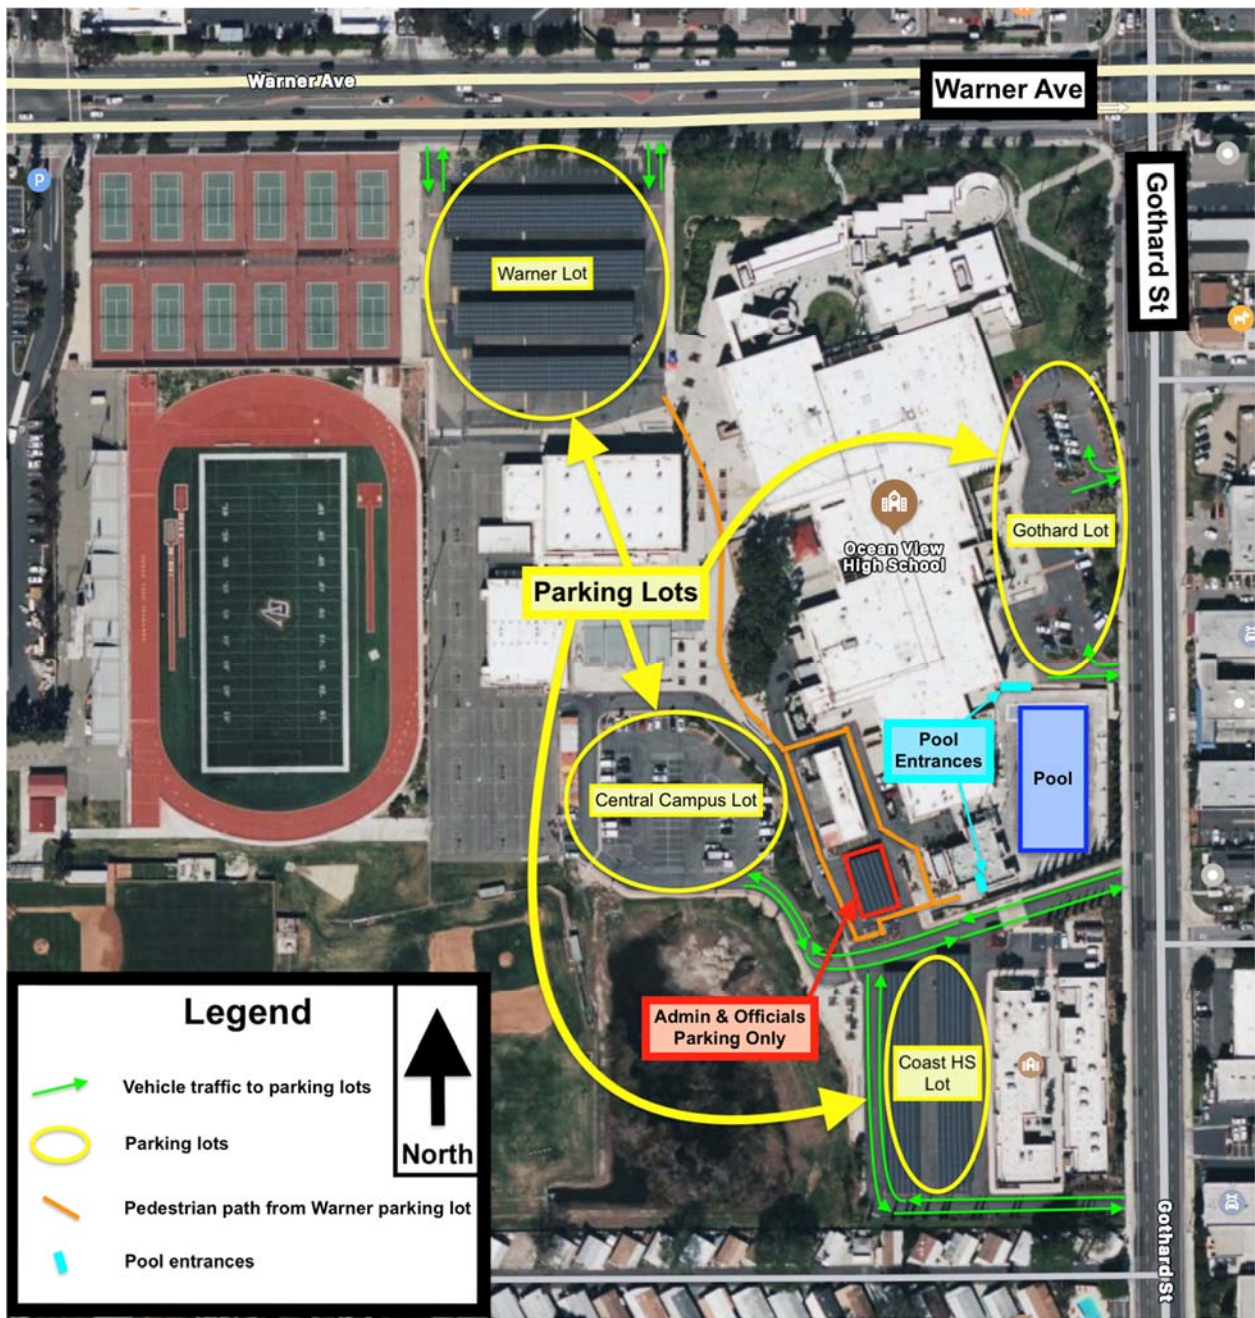 Warner Ave
Warner Ave
P
Gothard St
Warner Lot
Gothard Lot
Ocean View
High School
Parking Lots
Pool
Entrances
Pool
Central Campus Lot
Admin & Officials
Parking Only
Coast HS
Lot
Legend
Vehicle traffic to parking lots
Parking lots
North
Pedestrian path from Warner parking lot
Pool entrances
Gothard St